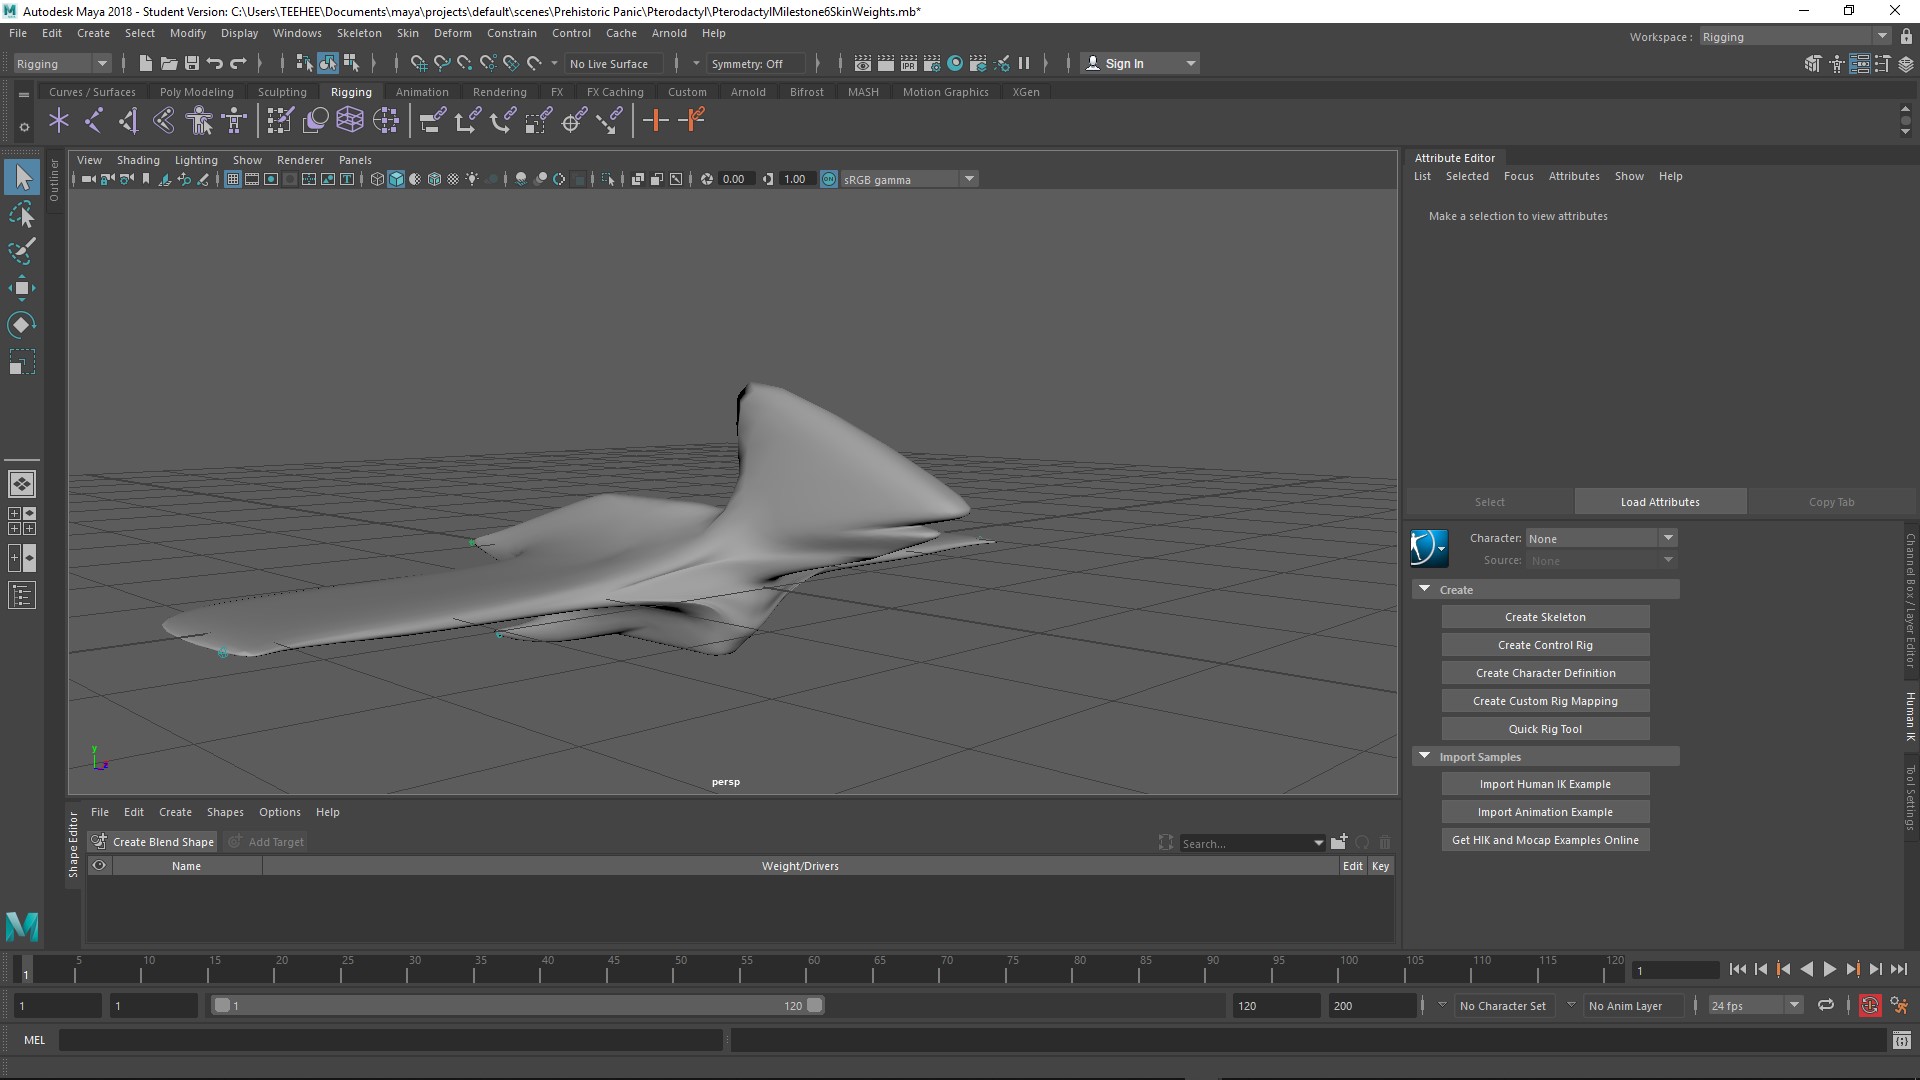 Autodesk Maya 2018 - Student Version: C:\Users\TEEHEE\Documents\maya\projects\default\scenes\Prehistoric Panic\Pterodactyl\PterodactylMilestone6SkinWeights.mb*
File Edit Create Select Modify Display Windows Skeleton Skin Deform Constrain Control Cache Arnold Help
Workspace : Rigging
Rigging No Live Surface Symmetry: Off IPR Sign In
Curves / Surfaces Poly Modeling Sculpting Rigging Animation Rendering FX FX Caching Custom Arnold Bifrost MASH Motion Graphics XGen
Outliner
View Shading Lighting Show Renderer Panels
0.00 1.00 ON sRGB gamma
Attribute Editor
List Selected Focus Attributes Show Help
Make a selection to view attributes
Select Load Attributes Copy Tab
Character: None
Source: None
Create
Create Skeleton
Create Control Rig
Create Character Definition
Create Custom Rig Mapping
Quick Rig Tool
Import Samples
Import Human IK Example
Import Animation Example
Get HIK and Mocap Examples Online
Channel Box / Layer Editor
Human IK
Tool Settings
y
z
persp
Shape Editor
File Edit Create Shapes Options Help
Create Blend Shape Add Target Search...
Name Weight/Drivers Edit Key
1 5 10 15 20 25 30 35 40 45 50 55 60 65 70 75 80 85 90 95 100 105 110 115 120 1
1 1 1 120 120 200 No Character Set No Anim Layer 24 fps
MEL